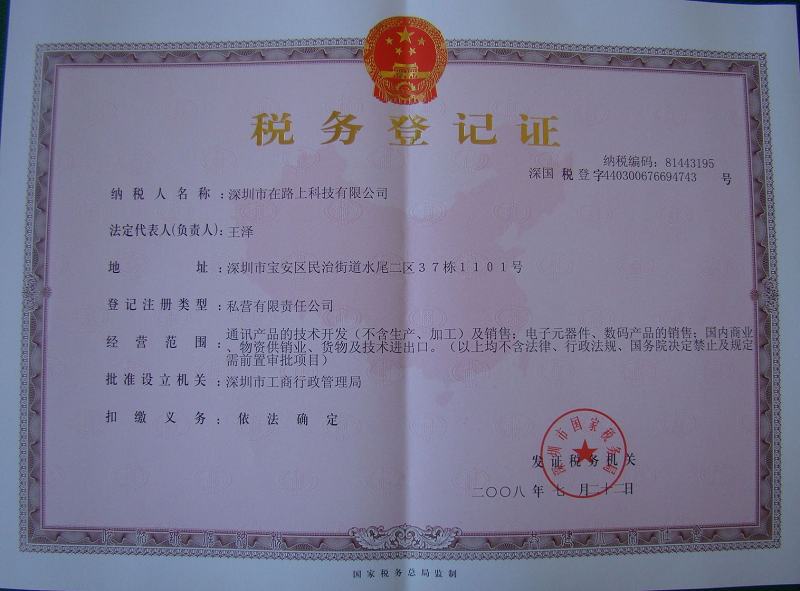 税务登记证
纳税编码：81443195
深国 税 登字440300676694743 号
纳税人名称：深圳市在路上科技有限公司
法定代表人(负责人)：王泽
地 址：深圳市宝安区民治街道水尾二区37栋1101号
登记注册类型：私营有限责任公司
经营范围：通讯产品的技术开发（不含生产、加工）及销售；电子元器件、数码产品的销售；国内商业
、物资供销业、货物及技术进出口。（以上均不含法律、行政法规、国务院决定禁止及规定
需前置审批项目）
批准设立机关：深圳市工商行政管理局
扣缴义务：依法确定
深圳市国家税务局
发证税务机关
二〇〇八年 七 月二十二日
国家税务总局监制